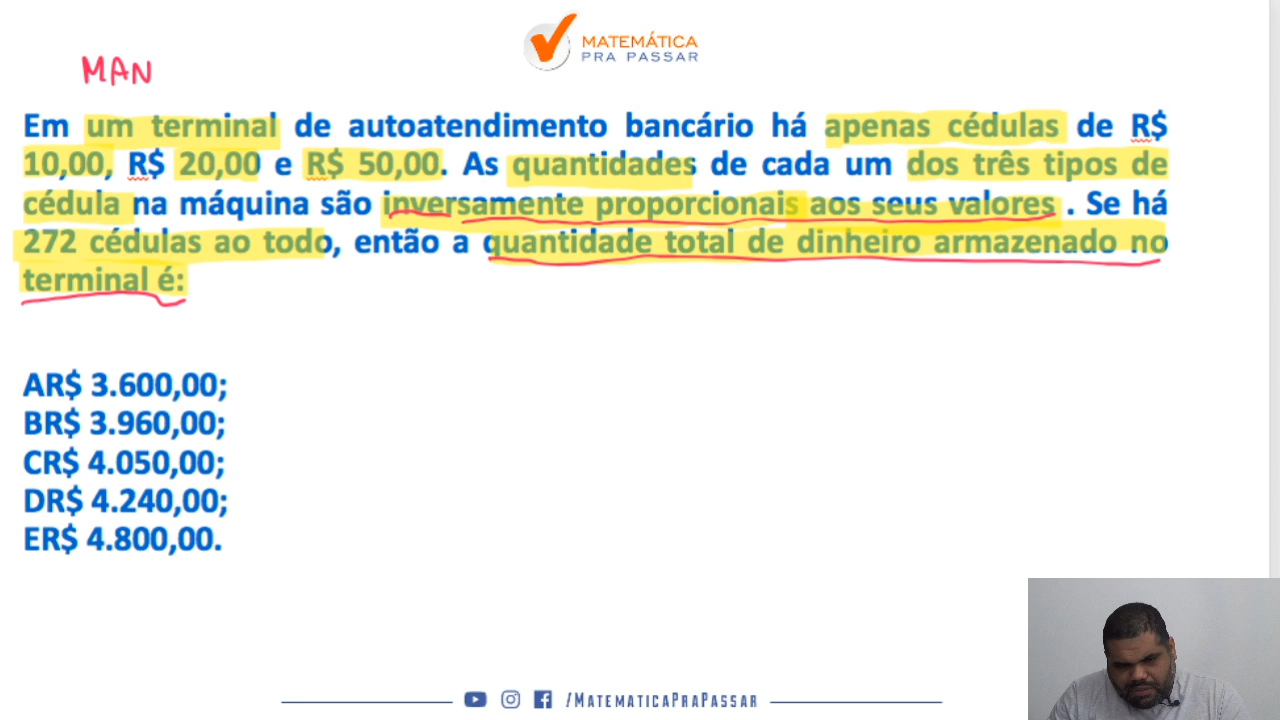 MATEMÁTICA
PRA PASSAR
MAN
Em um terminal de autoatendimento bancário há apenas cédulas de R$
10,00, R$ 20,00 e R$ 50,00. As quantidades de cada um dos três tipos de
cédula na máquina são inversamente proporcionais aos seus valores . Se há
272 cédulas ao todo, então a quantidade total de dinheiro armazenado no
terminal é:
AR$ 3.600,00;
BR$ 3.960,00;
CR$ 4.050,00;
DR$ 4.240,00;
ER$ 4.800,00.
/MATEMATICAPRAPASSAR